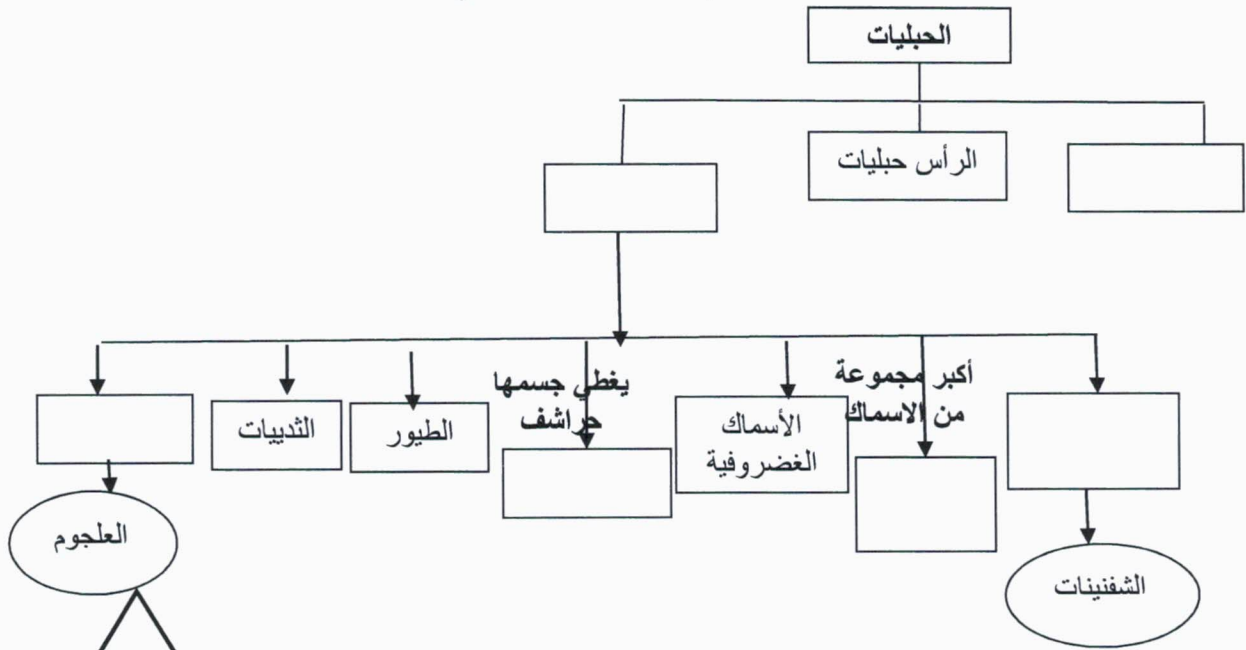 الحبليات
الرأس حبليات
أكبر مجموعة
من الاسماك
الأسماك
الغضروفية
يغطي جسمها
حراشف
الطيور
الثدييات
الشفنينات
العلجوم